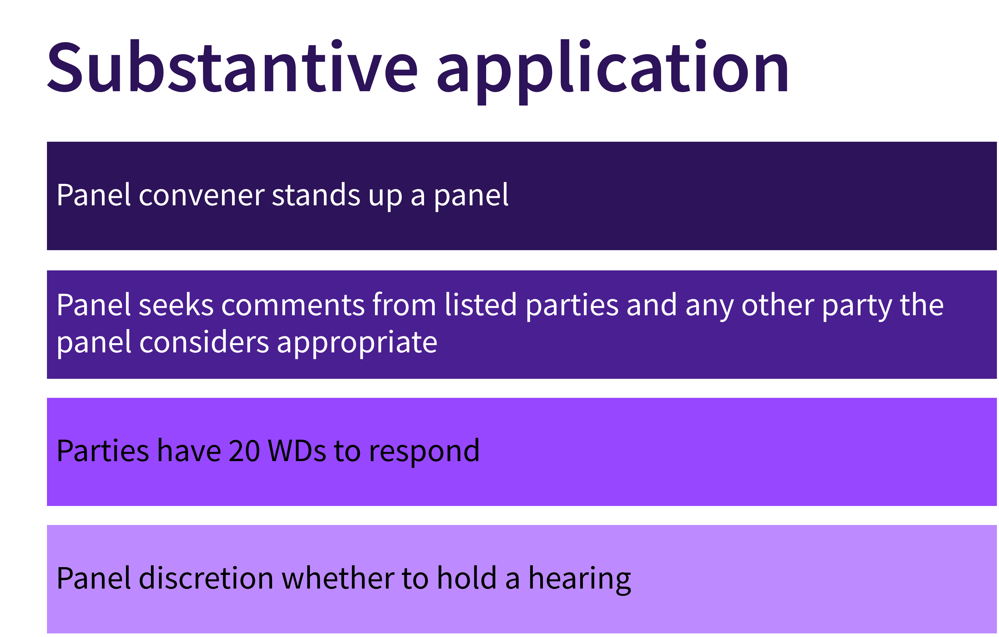 Substantive application
Panel convener stands up a panel
Panel seeks comments from listed parties and any other party the
panel considers appropriate
Parties have 20 WDs to respond
Panel discretion whether to hold a hearing